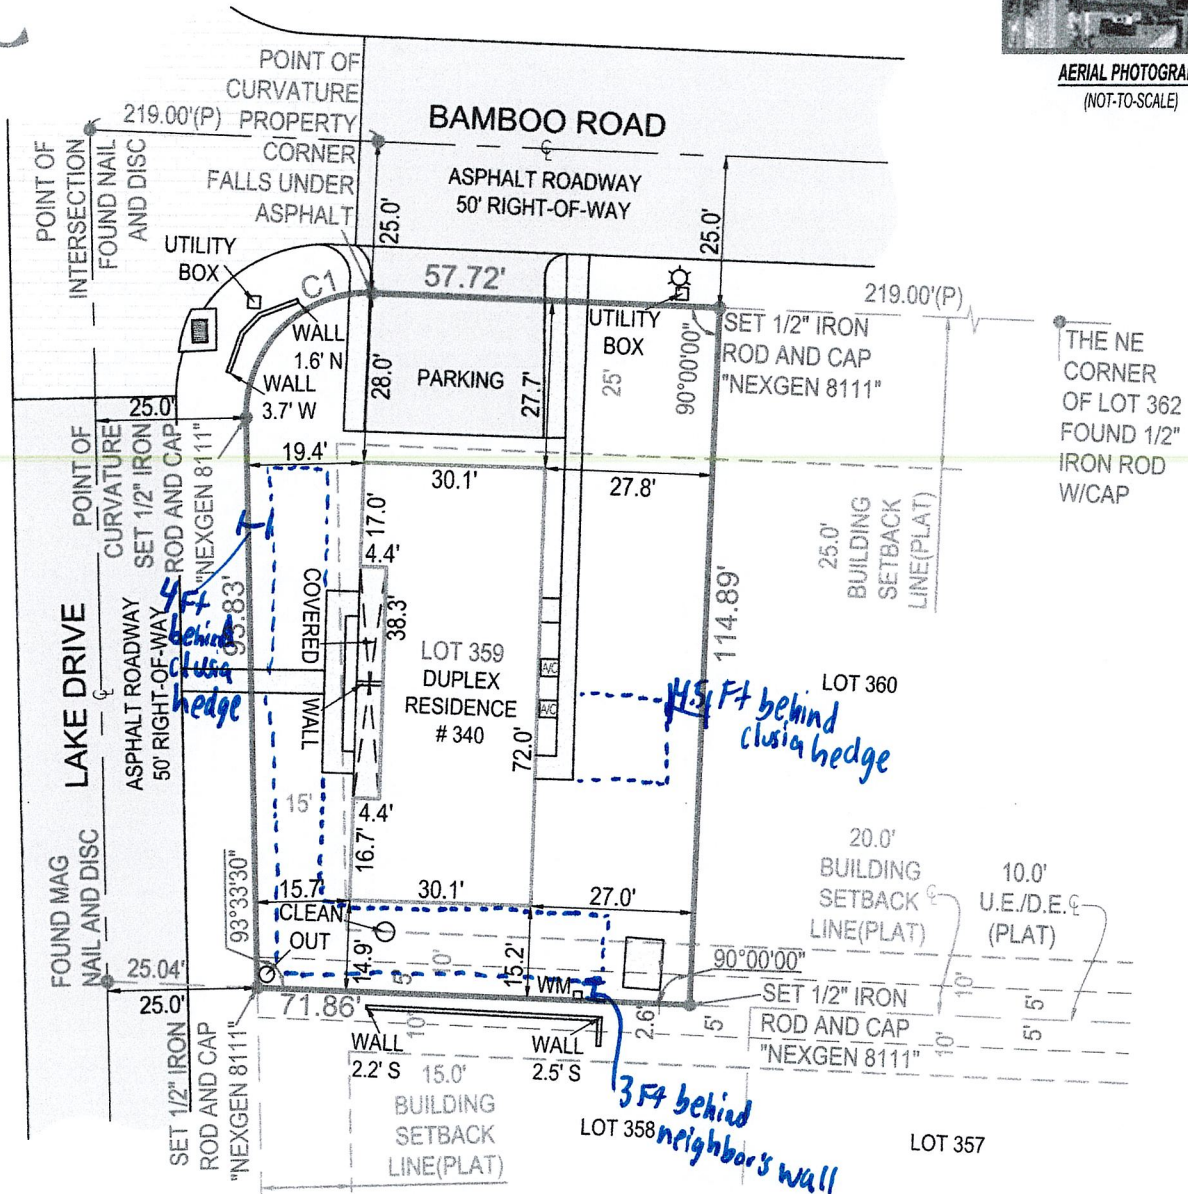 AERIAL PHOTOGRA
(NOT-TO-SCALE)
POINT OF
CURVATURE
PROPERTY
CORNER
FALLS UNDER
ASPHALT
219.00'(P)
BAMBOO ROAD
℄
ASPHALT ROADWAY
50' RIGHT-OF-WAY
25.0'
25.0'
POINT OF
INTERSECTION
FOUND NAIL
AND DISC
UTILITY
BOX
C1
57.72'
WALL
1.6' N
WALL
3.7' W
28.0'
PARKING
27.7'
UTILITY
BOX
25'
90°00'00"
SET 1/2" IRON
ROD AND CAP
"NEXGEN 8111"
219.00'(P)
THE NE
CORNER
OF LOT 362
FOUND 1/2"
IRON ROD
W/CAP
25.0'
POINT OF
CURVATURE
SET 1/2" IRON
ROD AND CAP
"NEXGEN 8111"
19.4'
30.1'
27.8'
17.0'
4.4'
25.0'
BUILDING
SETBACK
LINE(PLAT)
93.83'
4 Ft
behind
clusia
hedge
LAKE DRIVE
℄
ASPHALT ROADWAY
50' RIGHT-OF-WAY
COVERED
WALL
38.3'
LOT 359
DUPLEX
RESIDENCE
# 340
A/C
A/C
72.0'
114.89'
LOT 360
4.5 Ft behind
clusia hedge
15'
4.4'
16.7'
FOUND MAG
NAIL AND DISC
93°33'30"
15.7'
30.1'
27.0'
CLEAN
OUT
14.9'
5'
10'
15.2'
WM
20.0'
BUILDING
SETBACK
LINE(PLAT)
℄
10.0'
U.E./D.E.
(PLAT)
℄
90°00'00"
25.04'
25.0'
71.86'
2.6'
5'
SET 1/2" IRON
ROD AND CAP
"NEXGEN 8111"
10'
5'
10'
5'
SET 1/2" IRON
ROD AND CAP
"NEXGEN 8111"
10'
WALL
2.2' S
WALL
2.5' S
15.0'
BUILDING
SETBACK
LINE(PLAT)
3 Ft behind
neighbor's wall
LOT 358
LOT 357